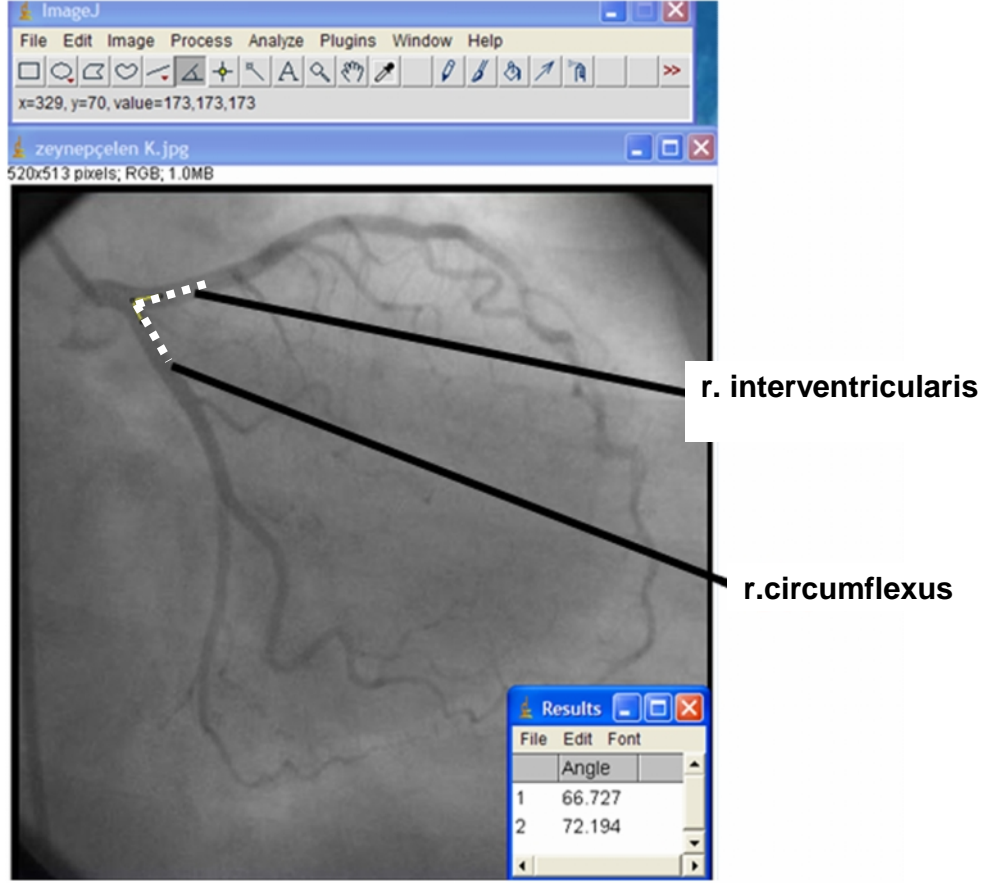 ImageJ
File Edit Image Process Analyze Plugins Window Help
A >>
x=329, y=70, value=173,173,173
zeynepçelen K.jpg
520x513 pixels; RGB; 1.0MB
r. interventricularis
r.circumflexus
Results
File Edit Font
Angle
1 66.727
2 72.194